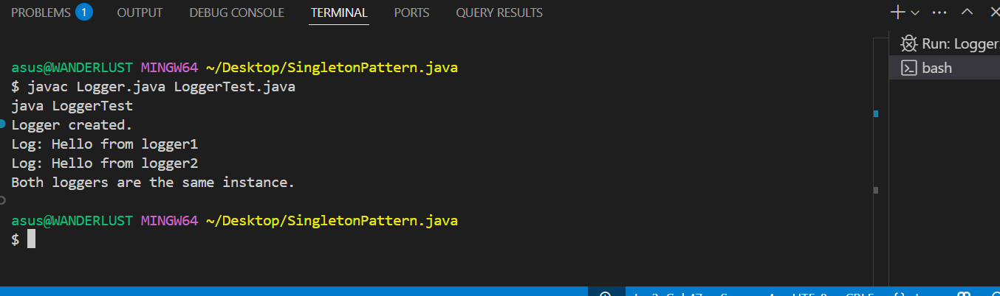 PROBLEMS 1 OUTPUT DEBUG CONSOLE TERMINAL PORTS QUERY RESULTS
Run: Logger
bash
asus@WANDERLUST MINGW64 ~/Desktop/SingletonPattern.java
$ javac Logger.java LoggerTest.java
java LoggerTest
Logger created.
Log: Hello from logger1
Log: Hello from logger2
Both loggers are the same instance.
asus@WANDERLUST MINGW64 ~/Desktop/SingletonPattern.java
$